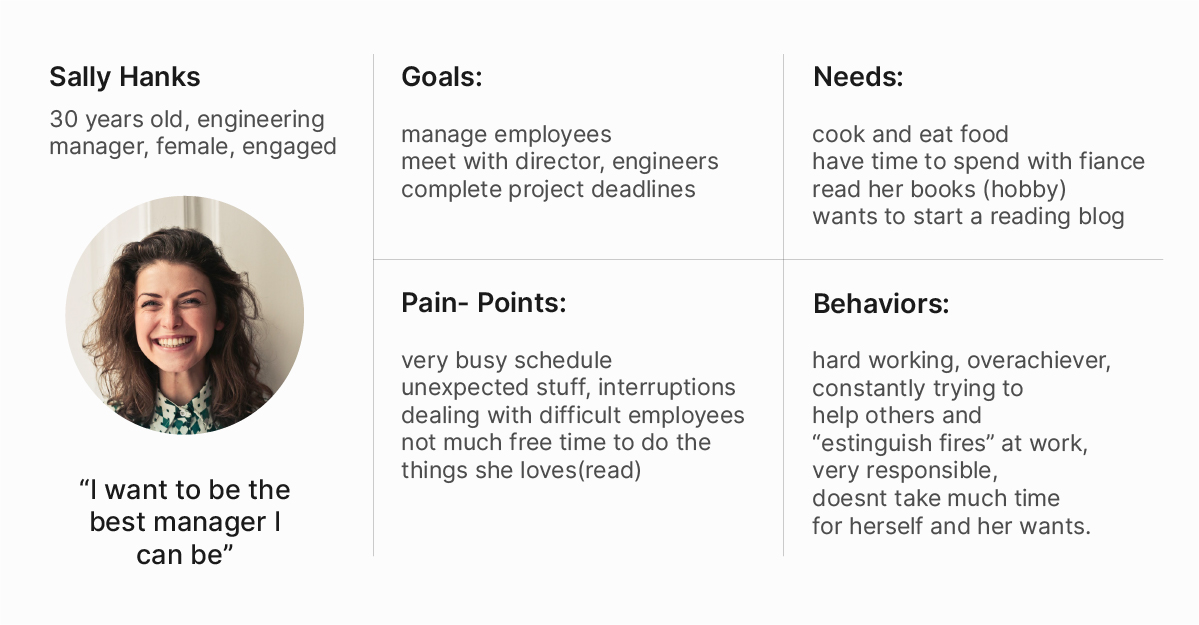 Sally Hanks
30 years old, engineering
manager, female, engaged
“I want to be the
best manager I
can be”
Goals:
manage employees
meet with director, engineers
complete project deadlines
Needs:
cook and eat food
have time to spend with fiance
read her books (hobby)
wants to start a reading blog
Pain- Points:
very busy schedule
unexpected stuff, interruptions
dealing with difficult employees
not much free time to do the
things she loves(read)
Behaviors:
hard working, overachiever,
constantly trying to
help others and
“estinguish fires” at work,
very responsible,
doesnt take much time
for herself and her wants.